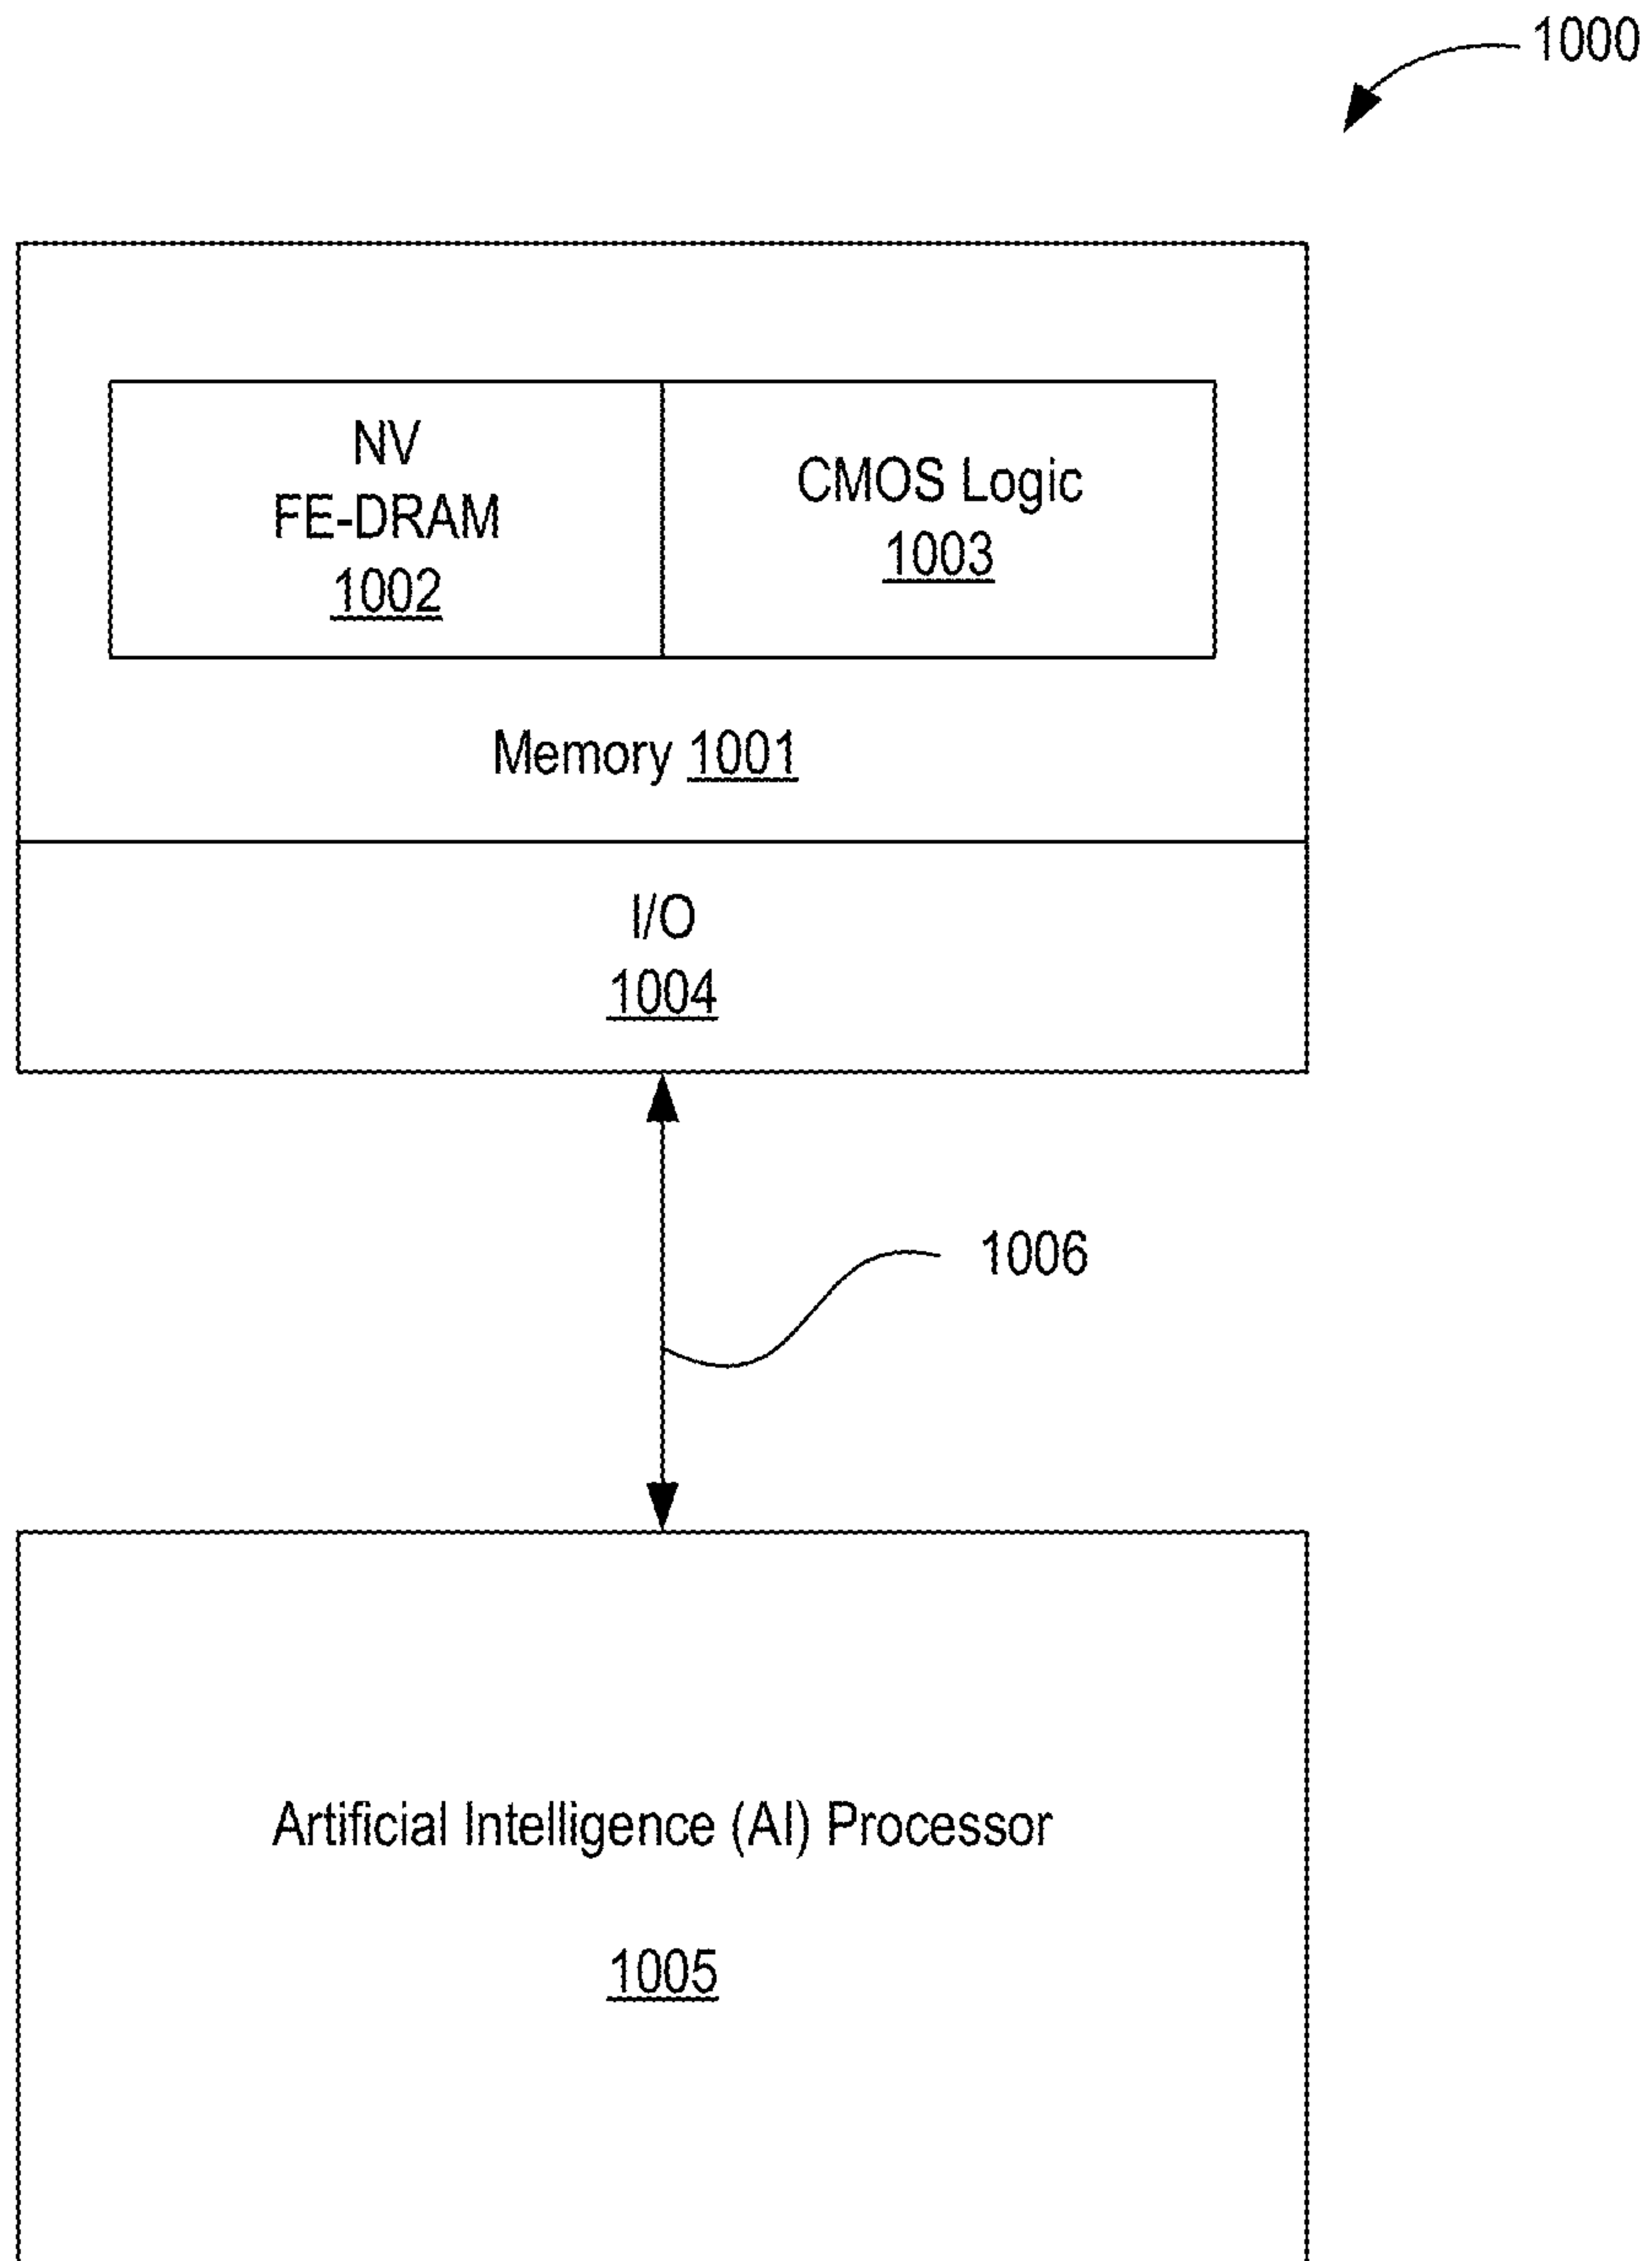 1000
NV
FE-DRAM
1002
CMOS Logic
1003
Memory 1001
I/O
1004
1006
Artificial Intelligence (AI) Processor
1005